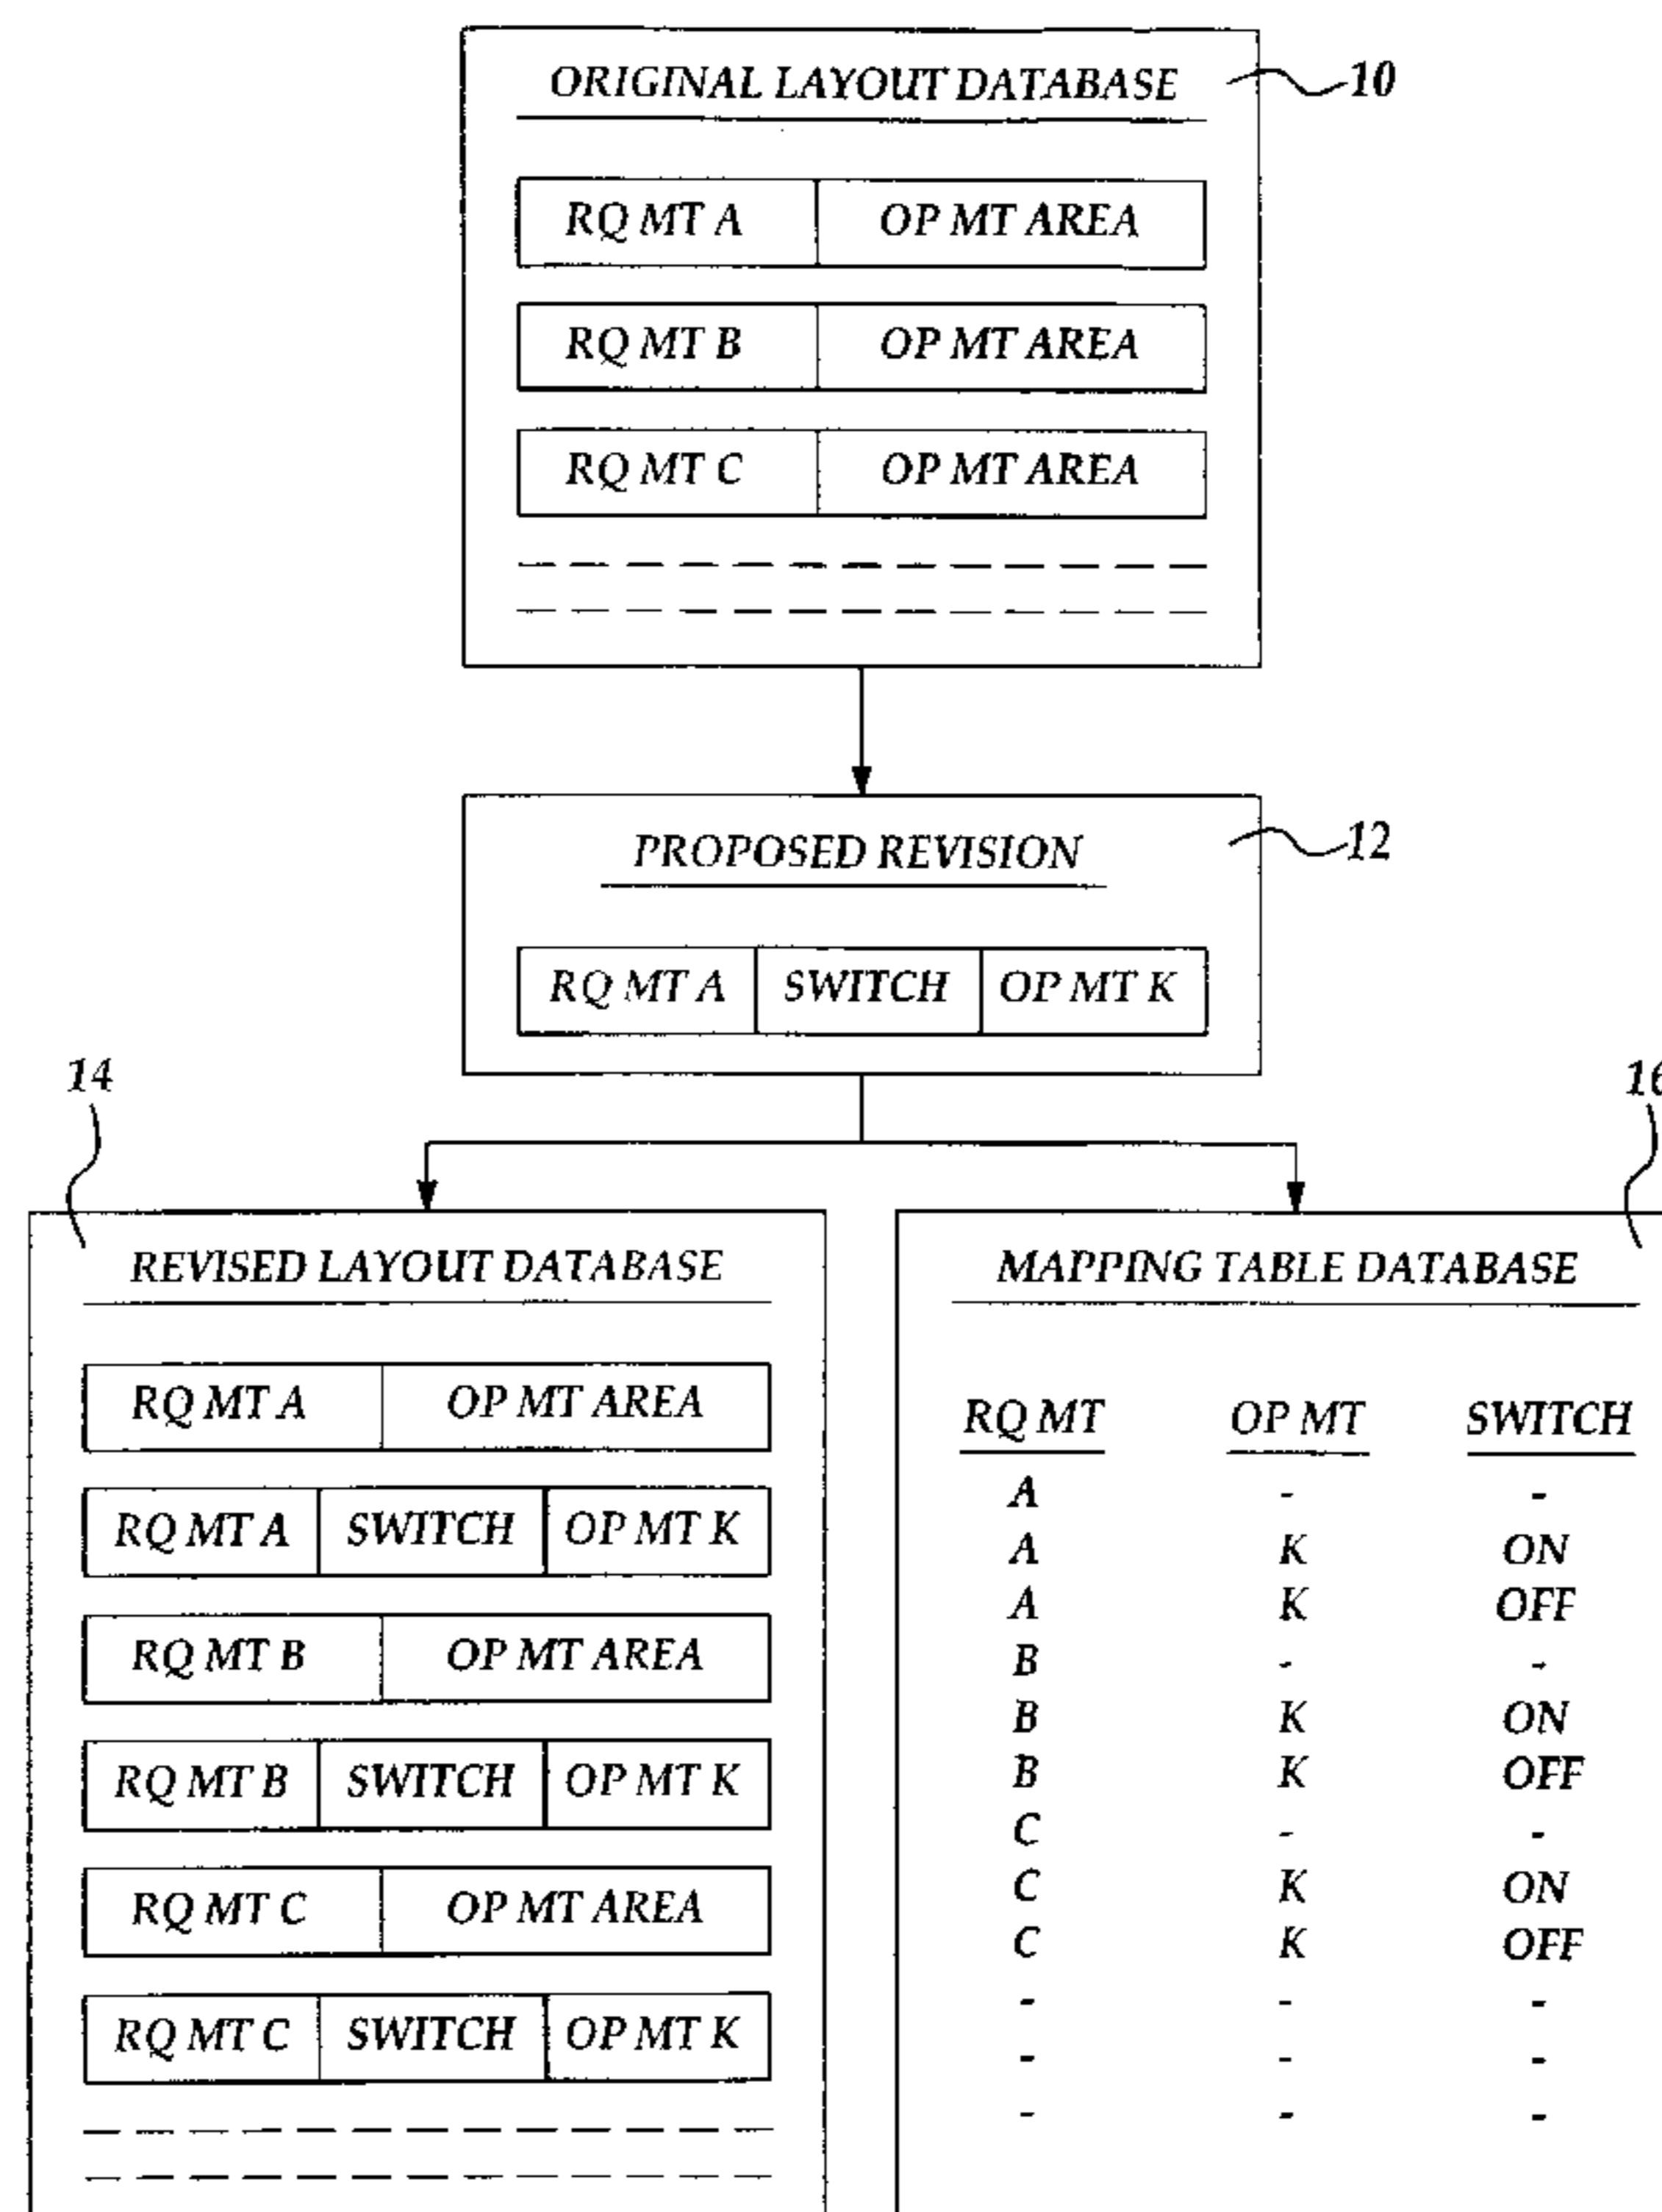 ORIGINAL LAYOUT DATABASE
10
RQ MT A OP MT AREA
RQ MT B OP MT AREA
RQ MT C OP MT AREA
PROPOSED REVISION
12
RQ MT A SWITCH OP MT K
14
16
REVISED LAYOUT DATABASE
RQ MT A OP MT AREA
RQ MT A SWITCH OP MT K
RQ MT B OP MT AREA
RQ MT B SWITCH OP MT K
RQ MT C OP MT AREA
RQ MT C SWITCH OP MT K
MAPPING TABLE DATABASE
RQ MT OP MT SWITCH
A - -
A K ON
A K OFF
B - -
B K ON
B K OFF
C - -
C K ON
C K OFF
- - -
- - -
- - -